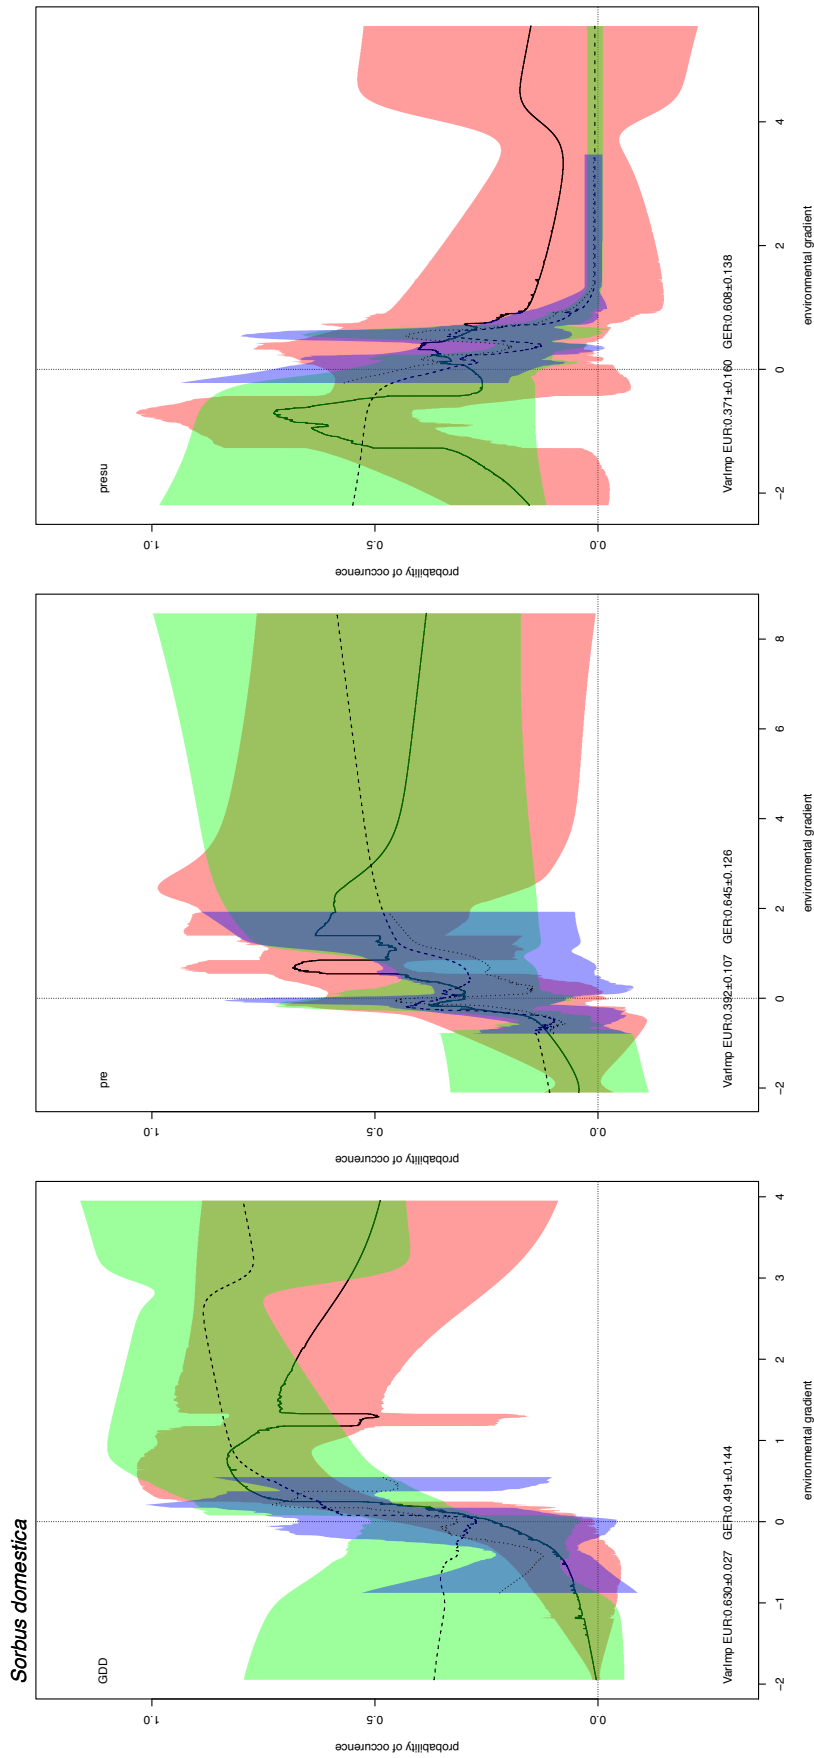 Sorbus domestica
GDD
VarImp EUR:0.630±0.027 GER:0.491±0.144
probability of occurence
0.0
0.5
1.0
−2
−1
0
1
2
3
4
environmental gradient
pre
VarImp EUR:0.392±0.107 GER:0.645±0.126
probability of occurence
0.0
0.5
1.0
−2
0
2
4
6
8
environmental gradient
presu
VarImp EUR:0.371±0.160 GER:0.608±0.138
probability of occurence
0.0
0.5
1.0
−2
0
2
4
environmental gradient